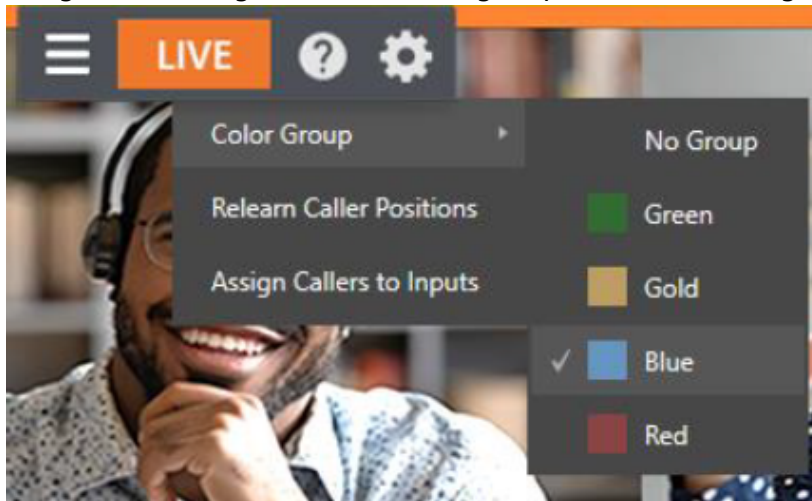 LIVE
Color Group
No Group
Relearn Caller Positions
Green
Assign Callers to Inputs
Gold
Blue
Red